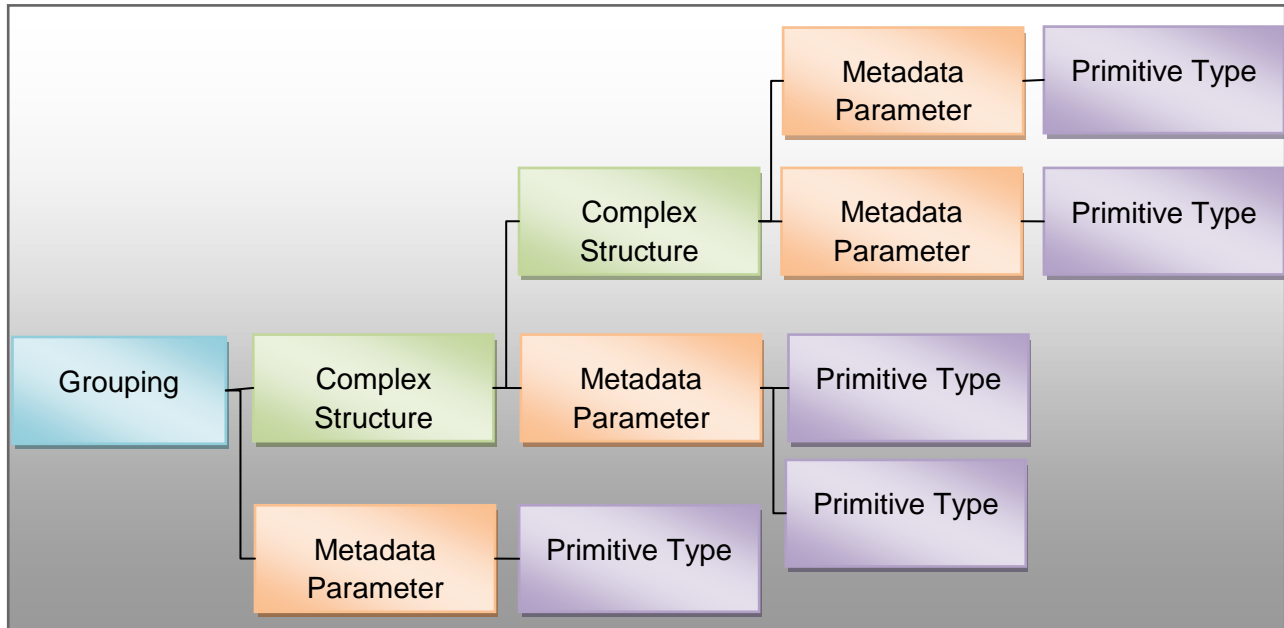 Metadata
Parameter
Primitive Type
Complex
Structure
Metadata
Parameter
Primitive Type
Grouping
Complex
Structure
Metadata
Parameter
Primitive Type
Primitive Type
Metadata
Parameter
Primitive Type